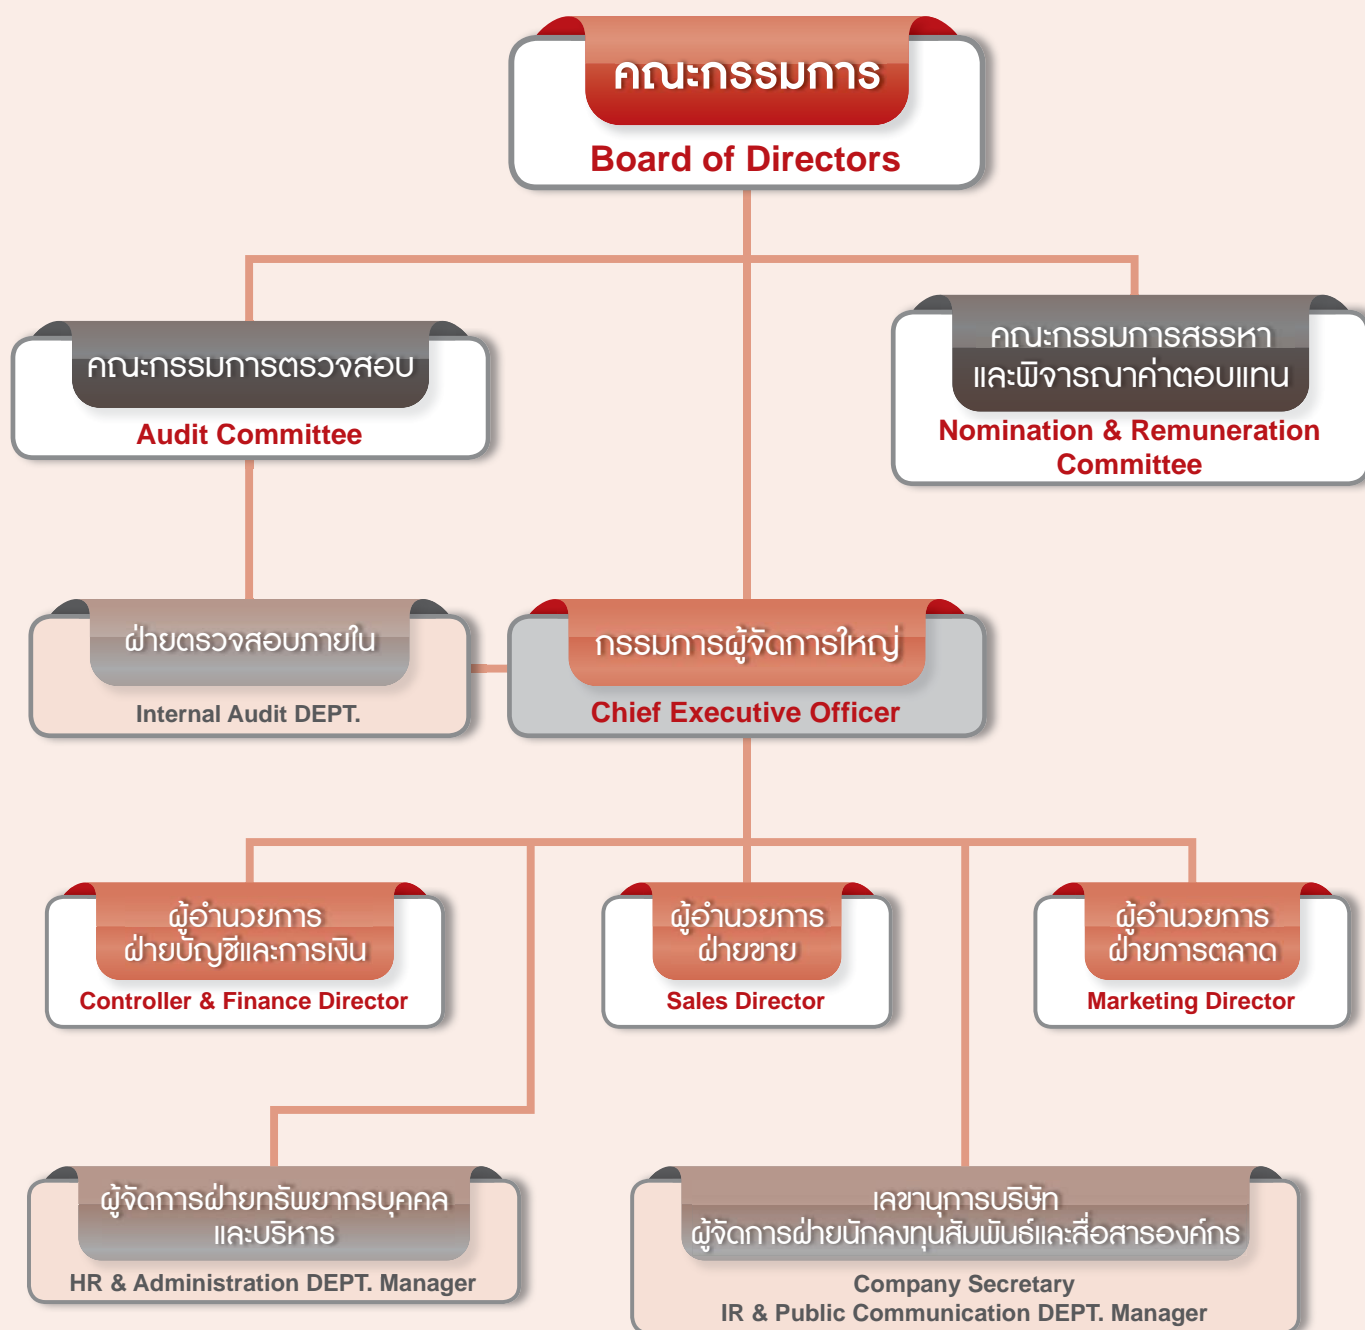 คณะกรรมการ
Board of Directors
คณะกรรมการตรวจสอบ
Audit Committee
คณะกรรมการสรรหา
และพิจารณาค่าตอบแทน
Nomination & Remuneration
Committee
ฝ่ายตรวจสอบภายใน
Internal Audit DEPT.
กรรมการผู้จัดการใหญ่
Chief Executive Officer
ผู้อำนวยการ
ฝ่ายบัญชีและการเงิน
Controller & Finance Director
ผู้อำนวยการ
ฝ่ายขาย
Sales Director
ผู้อำนวยการ
ฝ่ายการตลาด
Marketing Director
ผู้จัดการฝ่ายทรัพยากรบุคคล
และบริหาร
HR & Administration DEPT. Manager
เลขานุการบริษัท
ผู้จัดการฝ่ายนักลงทุนสัมพันธ์และสื่อสารองค์กร
Company Secretary
IR & Public Communication DEPT. Manager